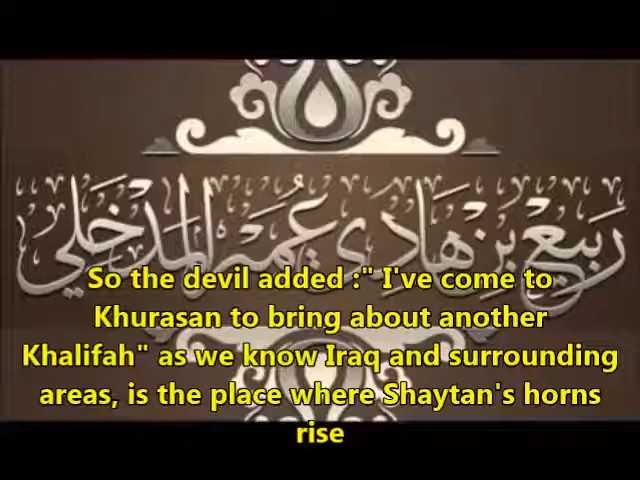 ربيع بن هادي عمير المدخلي
So the devil added :" I've come to
Khurasan to bring about another
Khalifah" as we know Iraq and surrounding
areas, is the place where Shaytan's horns
rise